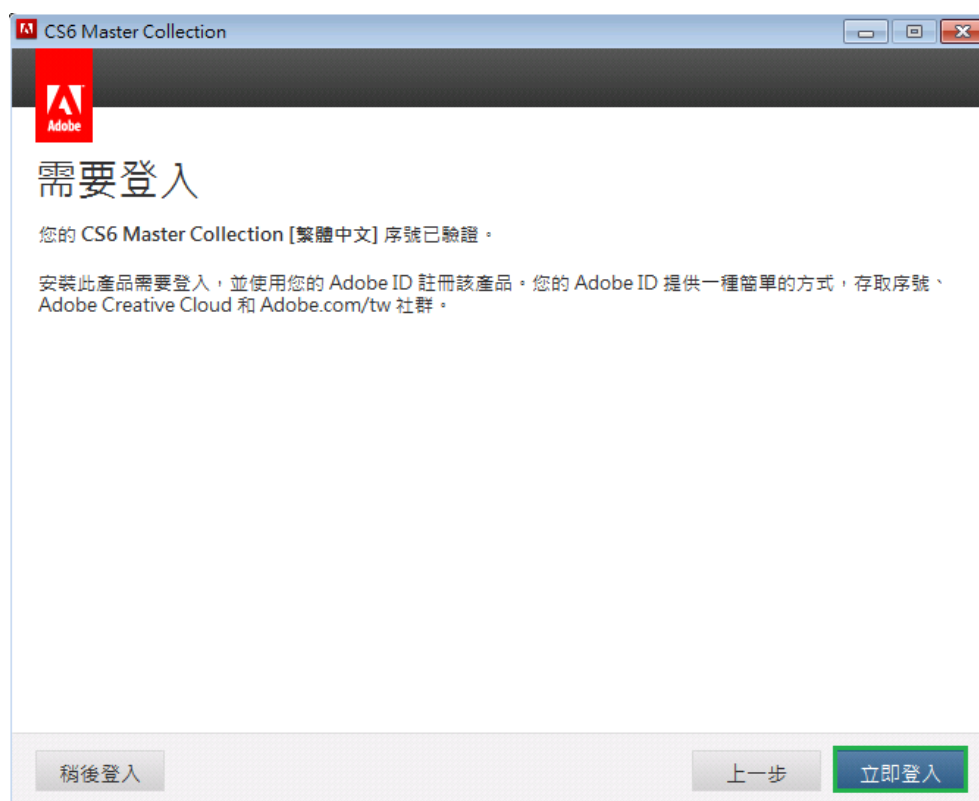 CS6 Master Collection
Adobe
需要登入
您的 CS6 Master Collection [繁體中文] 序號已驗證。
安裝此產品需要登入，並使用您的 Adobe ID 註冊該產品。您的 Adobe ID 提供一種簡單的方式，存取序號、
Adobe Creative Cloud 和 Adobe.com/tw 社群。
稍後登入
上一步
立即登入